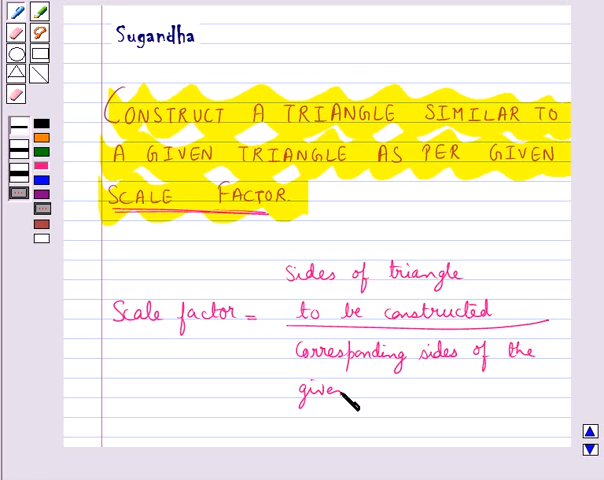 Sugandha
CONSTRUCT A TRIANGLE SIMILAR TO
A GIVEN TRIANGLE AS PER GIVEN
SCALE FACTOR.
Sides of triangle
Scale factor = to be constructed
Corresponding sides of the
given